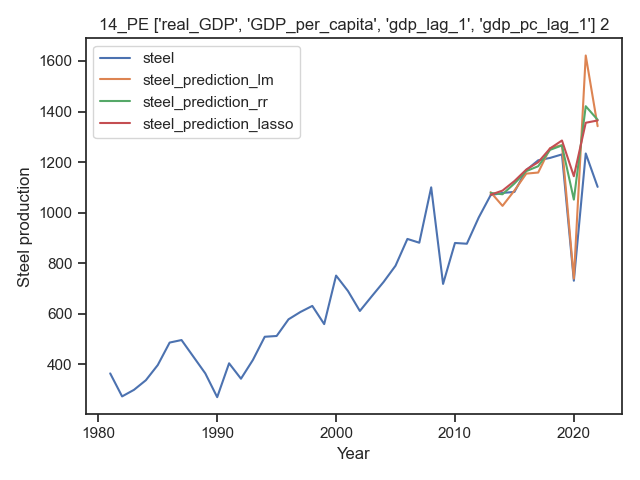 14_PE ['real_GDP', 'GDP_per_capita', 'gdp_lag_1', 'gdp_pc_lag_1'] 2
steel
steel_prediction_lm
steel_prediction_rr
steel_prediction_lasso
Steel production
1600
1400
1200
1000
800
600
400
1980 1990 2000 2010 2020
Year